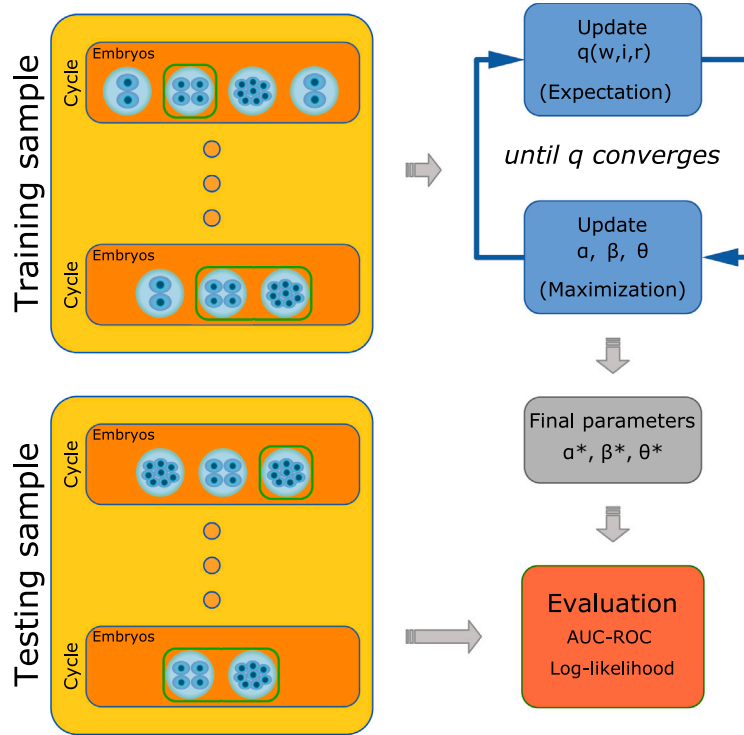 Training sample
Cycle
Embryos
Cycle
Embryos
Update
q(w,i,r)
(Expectation)
until q converges
Update
α, β, θ
(Maximization)
Final parameters
α*, β*, θ*
Testing sample
Cycle
Embryos
Cycle
Embryos
Evaluation
AUC-ROC
Log-likelihood